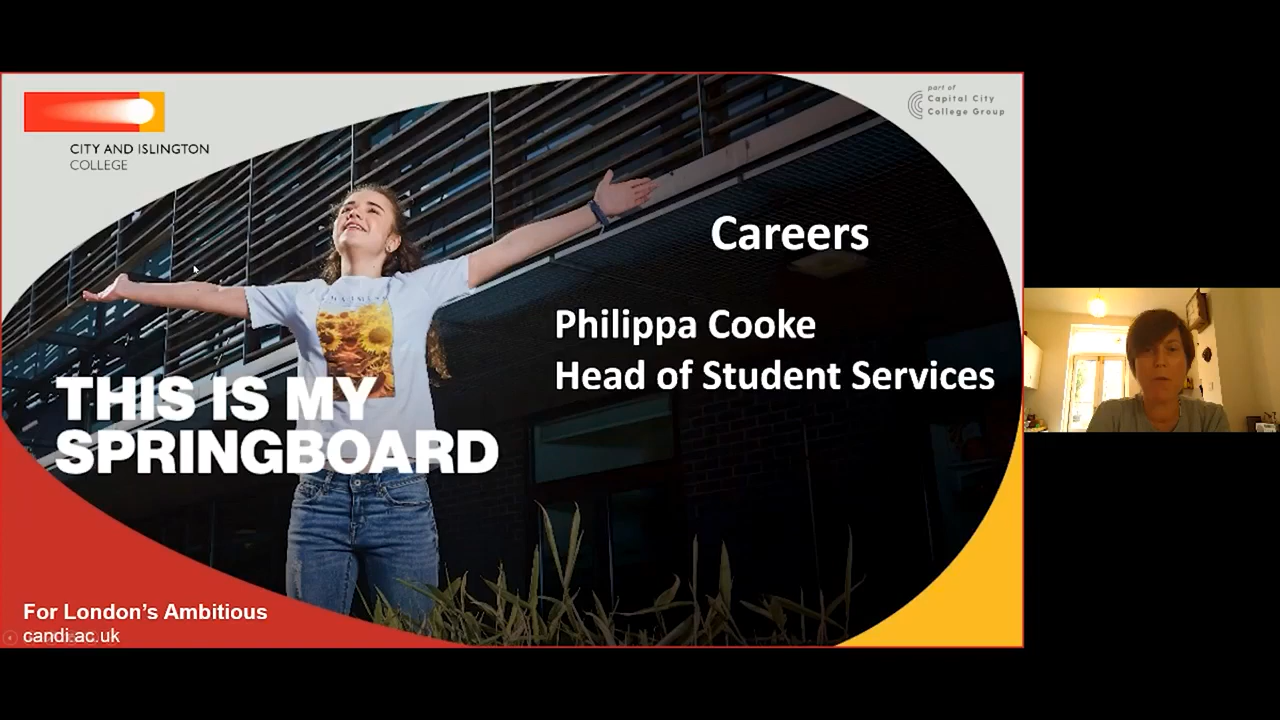 CITY AND ISLINGTON
COLLEGE
part of
Capital City
College Group
Careers
Philippa Cooke
Head of Student Services
THIS IS MY
SPRINGBOARD
For London's Ambitious
candi.ac.uk